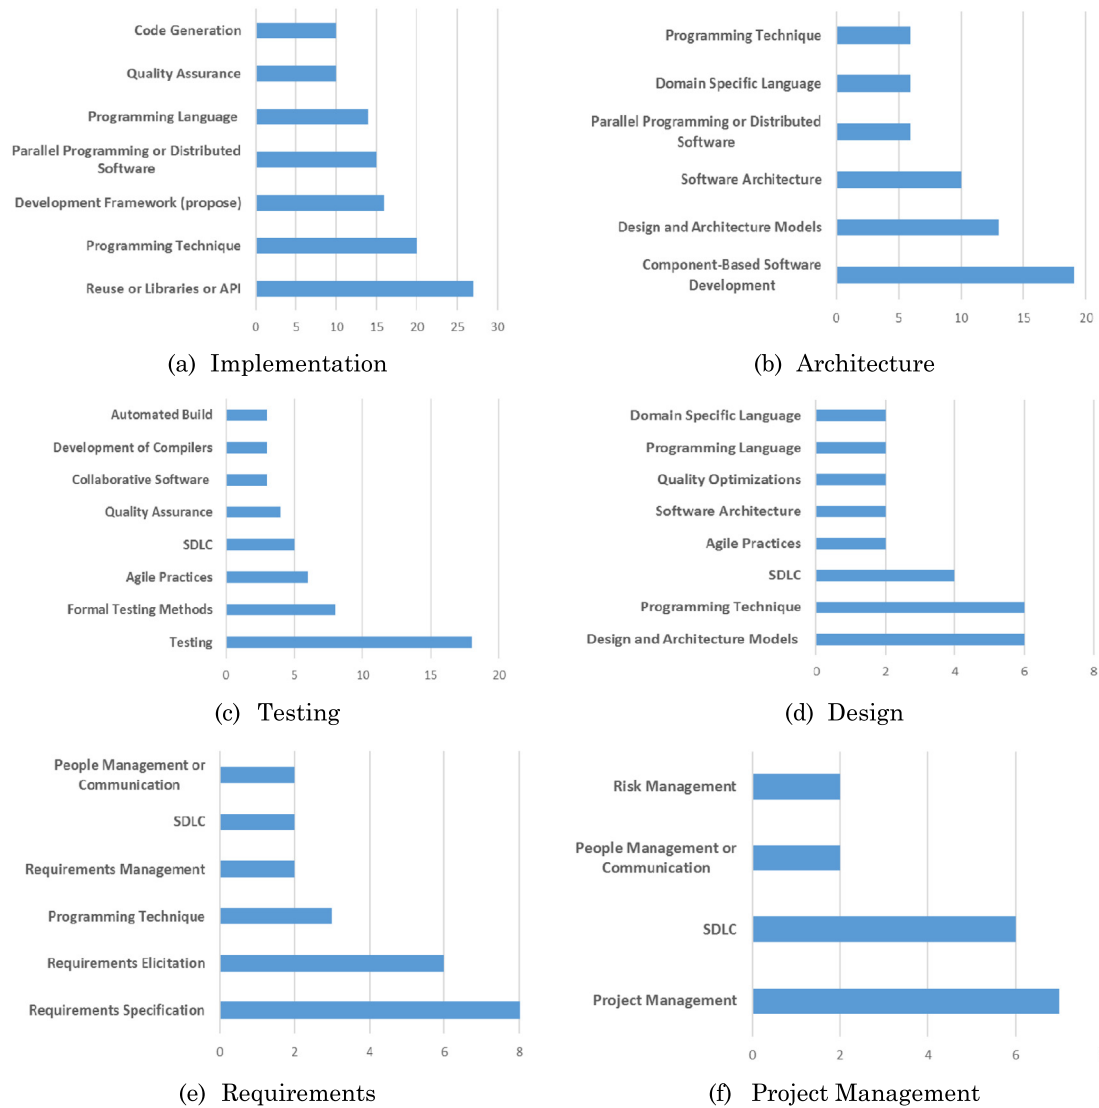 Code Generation
Quality Assurance
Programming Language
Parallel Programming or Distributed
Software
Development Framework (propose)
Programming Technique
Reuse or Libraries or API
0 5 10 15 20 25 30
(a) Implementation
Programming Technique
Domain Specific Language
Parallel Programming or Distributed
Software
Software Architecture
Design and Architecture Models
Component-Based Software
Development
0 5 10 15 20
(b) Architecture
Automated Build
Development of Compilers
Collaborative Software
Quality Assurance
SDLC
Agile Practices
Formal Testing Methods
Testing
0 5 10 15 20
(c) Testing
Domain Specific Language
Programming Language
Quality Optimizations
Software Architecture
Agile Practices
SDLC
Programming Technique
Design and Architecture Models
0 2 4 6 8
(d) Design
People Management or
Communication
SDLC
Requirements Management
Programming Technique
Requirements Elicitation
Requirements Specification
0 2 4 6 8
(e) Requirements
Risk Management
People Management or
Communication
SDLC
Project Management
0 2 4 6
(f) Project Management